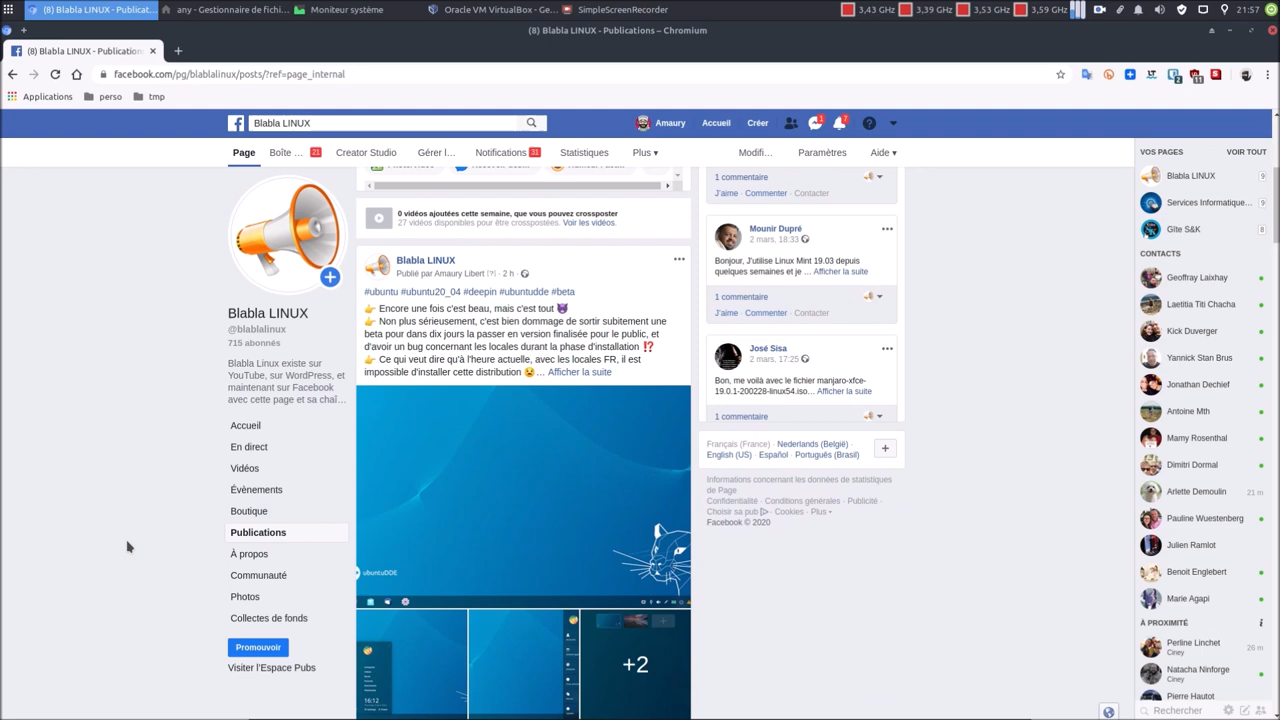 (8) Blabla LINUX - Publicat...
any - Gestionnaire de fichi...
Moniteur système
Oracle VM VirtualBox - Ge...
SimpleScreenRecorder
3,43 GHz
3,39 GHz
3,53 GHz
3,59 GHz
21:57
(8) Blabla LINUX - Publications – Chromium
(8) Blabla LINUX - Publication
facebook.com/pg/blablalinux/posts/?ref=page_internal
Applications
perso
tmp
Blabla LINUX
Amaury
Accueil
Créer
1
7
Page
Boîte ...
21
Creator Studio
Gérer l...
Notifications
31
Statistiques
Plus
Modifi...
Paramètres
Aide
Blabla LINUX
@blablalinux
715 abonnés
Blabla Linux existe sur
YouTube, sur WordPress, et
maintenant sur Facebook
avec cette page et sa chaî…
Accueil
En direct
Vidéos
Évènements
Boutique
Publications
À propos
Communauté
Photos
Collectes de fonds
Promouvoir
Visiter l'Espace Pubs
0 vidéos ajoutées cette semaine, que vous pouvez crossposter
27 vidéos disponibles pour être crosspostées. Voir les vidéos.
Blabla LINUX
Publié par Amaury Libert [?] · 2 h ·
#ubuntu #ubuntu20_04 #deepin #ubuntudde #beta
👉 Encore une fois c'est beau, mais c'est tout 👿
👉 Non plus sérieusement, c'est bien dommage de sortir subitement une
beta pour dans dix jours la passer en version finalisée pour le public, et
d'avoir un bug concernant les locales durant la phase d'installation ⁉️
👉 Ce qui veut dire qu'à l'heure actuelle, avec les locales FR, il est
impossible d'installer cette distribution 😟… Afficher la suite
ubuntuDDE
16:12
+2
1 commentaire
J'aime Commenter Contacter
Mounir Dupré
2 mars, 18:33
Bonjour, J'utilise Linux Mint 19.03 depuis
quelques semaines et je ... Afficher la suite
1 commentaire
J'aime Commenter Contacter
José Sisa
2 mars, 17:25
Bon, me voilà avec le fichier manjaro-xfce-
19.0.1-200228-linux54.iso... Afficher la suite
1 commentaire
Français (France) · Nederlands (België) ·
English (US) · Español · Português (Brasil)
Informations concernant les données de statistiques
de Page
Confidentialité · Conditions générales · Publicité ·
Choisir sa pub · Cookies · Plus
Facebook © 2020
VOS PAGES
VOIR TOUT
Blabla LINUX
9
Services Informatique...
9
Gîte S&K
8
CONTACTS
Geoffray Laixhay
Laetitia Titi Chacha
Kick Duverger
Yannick Stan Brus
Jonathan Dechief
Antoine Mth
Mamy Rosenthal
Dimitri Dormal
Arlette Demoulin
21 m
Pauline Wuestenberg
Julien Ramlot
Benoit Englebert
Marie Agapi
À PROXIMITÉ
Perline Linchet
Ciney
26 m
Natacha Ninforge
Ciney
Pierre Hautot
Rechercher